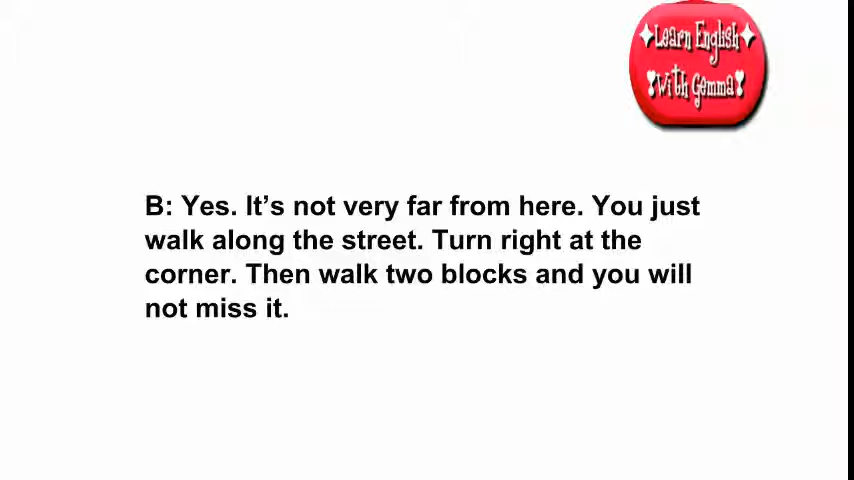 ✦Learn English✦
❣With Gemma❣
B: Yes. It’s not very far from here. You just
walk along the street. Turn right at the
corner. Then walk two blocks and you will
not miss it.